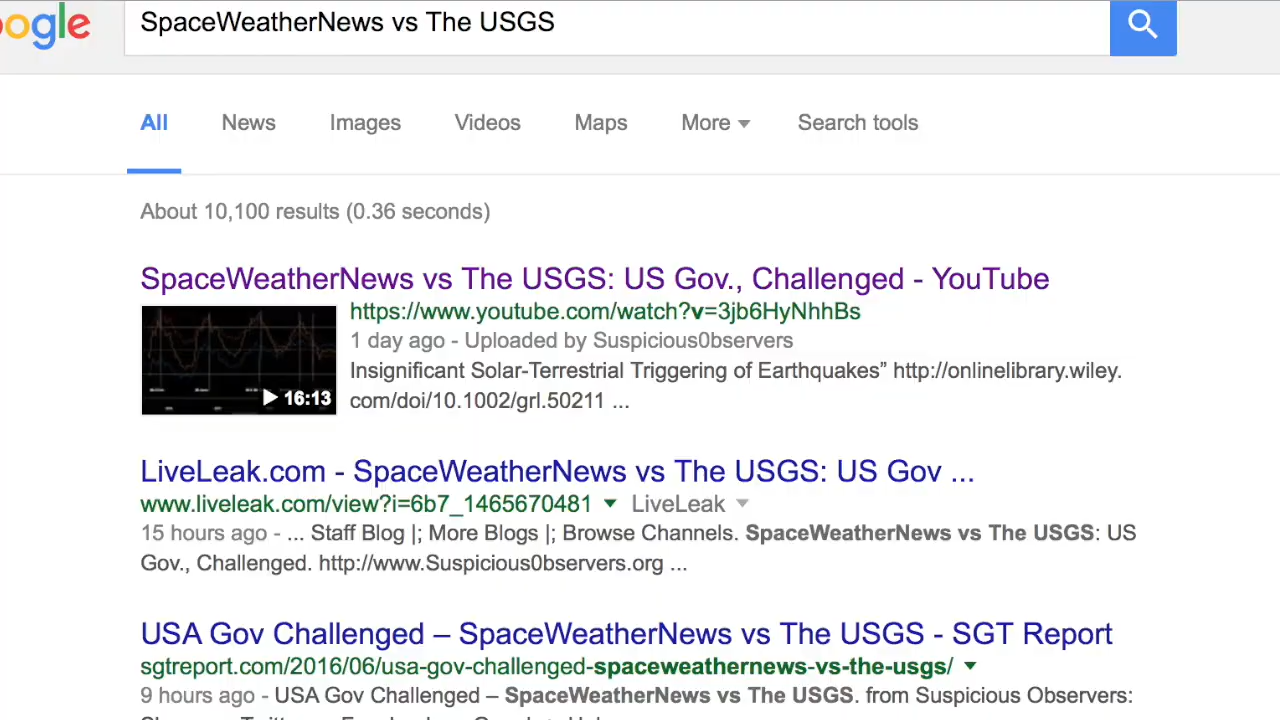 ogle
SpaceWeatherNews vs The USGS
All News Images Videos Maps More Search tools
About 10,100 results (0.36 seconds)
SpaceWeatherNews vs The USGS: US Gov., Challenged - YouTube
https://www.youtube.com/watch?v=3jb6HyNhhBs
1 day ago - Uploaded by Suspicious0bservers
Insignificant Solar-Terrestrial Triggering of Earthquakes” http://onlinelibrary.wiley.
16:13
com/doi/10.1002/grl.50211 ...
LiveLeak.com - SpaceWeatherNews vs The USGS: US Gov ...
www.liveleak.com/view?i=6b7_1465670481 LiveLeak
15 hours ago - ... Staff Blog |; More Blogs |; Browse Channels. SpaceWeatherNews vs The USGS: US
Gov., Challenged. http://www.Suspicious0bservers.org ...
USA Gov Challenged – SpaceWeatherNews vs The USGS - SGT Report
sgtreport.com/2016/06/usa-gov-challenged-spaceweathernews-vs-the-usgs/
9 hours ago - USA Gov Challenged – SpaceWeatherNews vs The USGS. from Suspicious Observers: